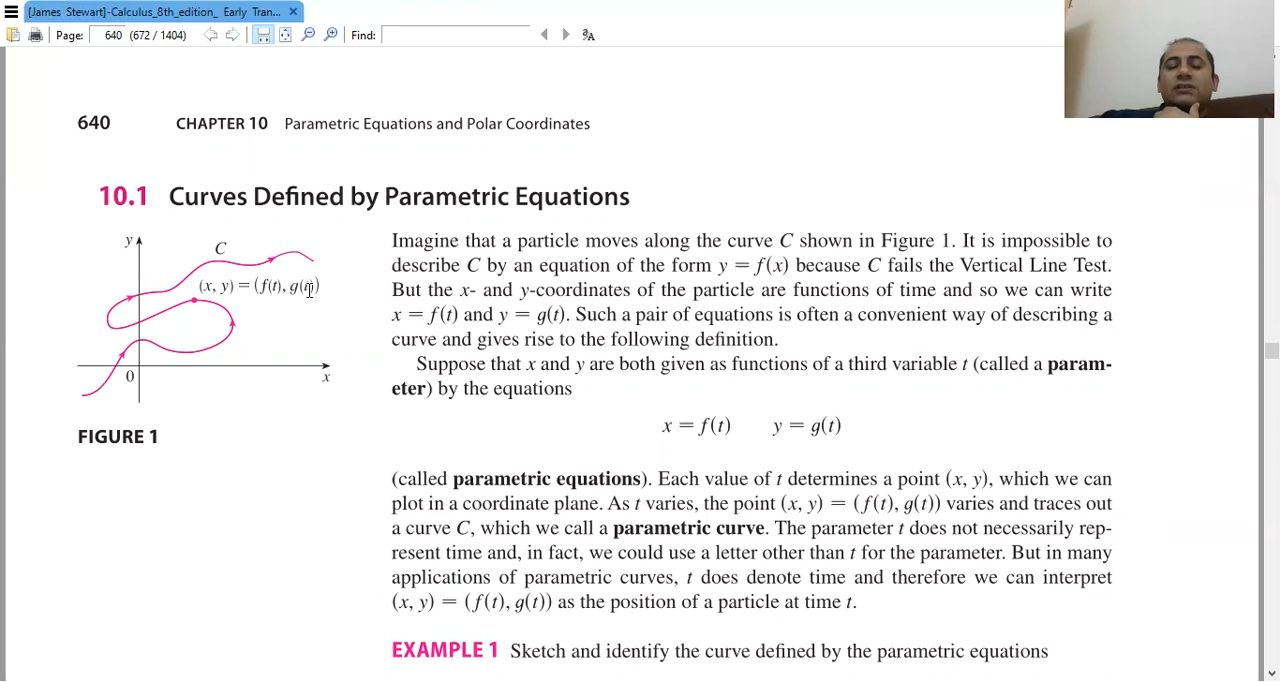 [James Stewart]-Calculus_8th_edition_ Early Tran...
Page: 640 (672 / 1404) Find:
640 CHAPTER 10 Parametric Equations and Polar Coordinates
10.1 Curves Defined by Parametric Equations
y
C
(x, y) = (f(t), g(t))
0
x
FIGURE 1
Imagine that a particle moves along the curve C shown in Figure 1. It is impossible to
describe C by an equation of the form y = f(x) because C fails the Vertical Line Test.
But the x- and y-coordinates of the particle are functions of time and so we can write
x = f(t) and y = g(t). Such a pair of equations is often a convenient way of describing a
curve and gives rise to the following definition.
Suppose that x and y are both given as functions of a third variable t (called a param-
eter) by the equations
x = f(t) y = g(t)
(called parametric equations). Each value of t determines a point (x, y), which we can
plot in a coordinate plane. As t varies, the point (x, y) = (f(t), g(t)) varies and traces out
a curve C, which we call a parametric curve. The parameter t does not necessarily rep-
resent time and, in fact, we could use a letter other than t for the parameter. But in many
applications of parametric curves, t does denote time and therefore we can interpret
(x, y) = (f(t), g(t)) as the position of a particle at time t.
EXAMPLE 1 Sketch and identify the curve defined by the parametric equations